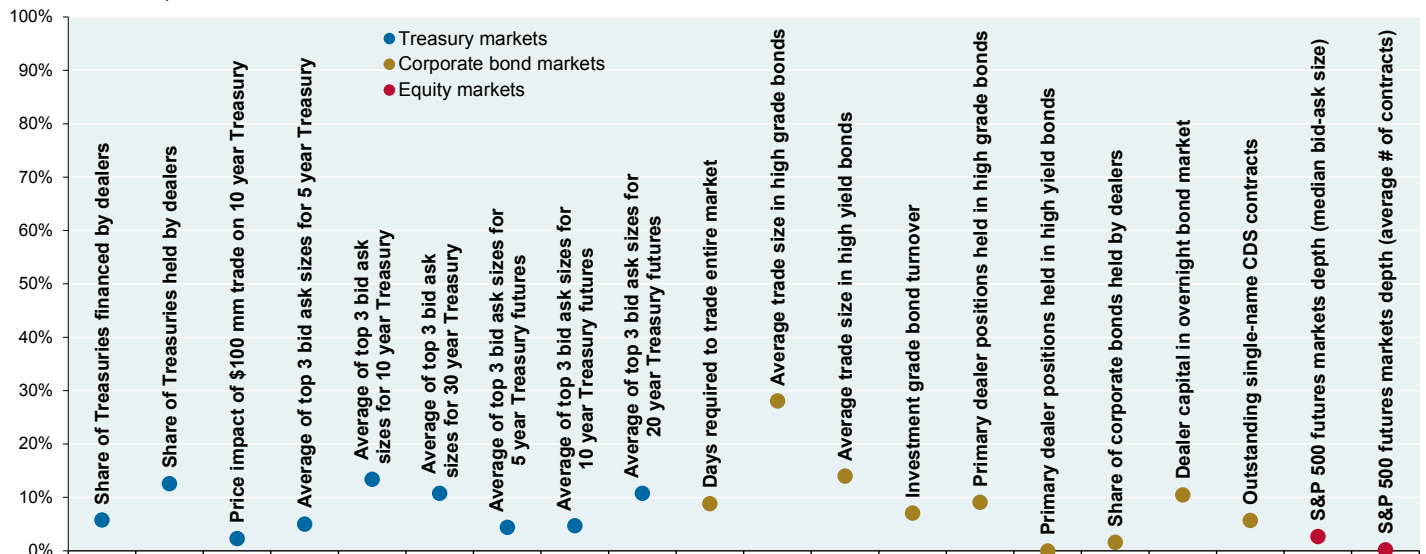 100%
90%
80%
70%
60%
50%
40%
30%
20%
10%
0%
Treasury markets
Corporate bond markets
Equity markets
Share of Treasuries financed by dealers
Share of Treasuries held by dealers
Price impact of $100 mm trade on 10 year Treasury
Average of top 3 bid ask sizes for 5 year Treasury
Average of top 3 bid ask
sizes for 10 year Treasury
Average of top 3 bid ask
sizes for 30 year Treasury
Average of top 3 bid ask sizes for
5 year Treasury futures
Average of top 3 bid ask sizes for
10 year Treasury futures
Average of top 3 bid ask sizes for
20 year Treasury futures
Days required to trade entire market
Average trade size in high grade bonds
Average trade size in high yield bonds
Investment grade bond turnover
Primary dealer positions held in high grade bonds
Primary dealer positions held in high yield bonds
Share of corporate bonds held by dealers
Dealer capital in overnight bond market
Outstanding single-name CDS contracts
S&P 500 futures markets depth (median bid-ask size)
S&P 500 futures markets depth (average # of contracts)